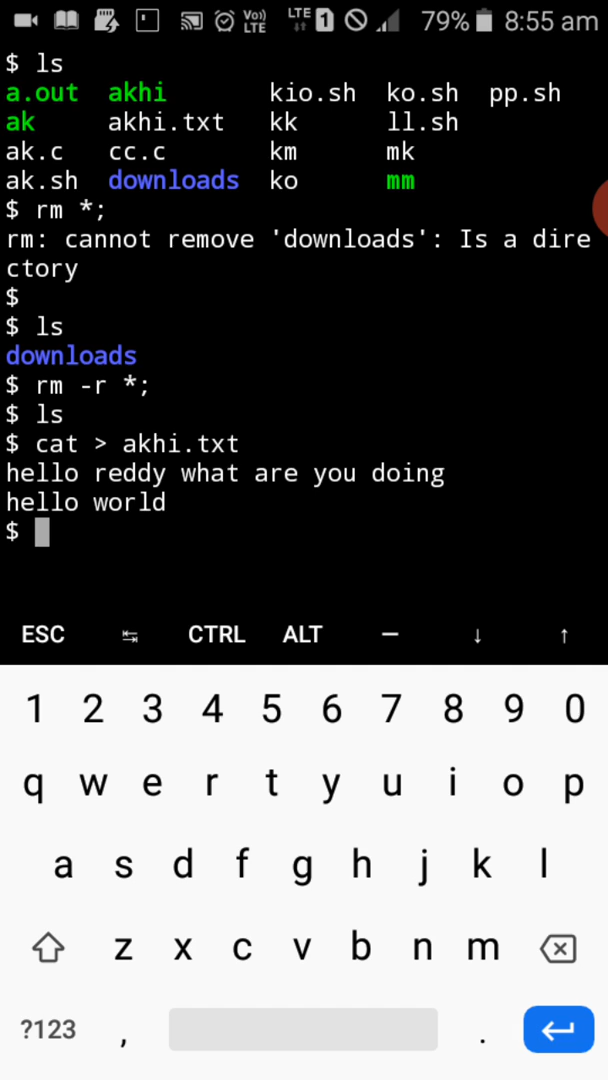 Vo)) LTE LTE 1 79% 8:55 am
$ ls
a.out akhi kio.sh ko.sh pp.sh
ak akhi.txt kk ll.sh
ak.c cc.c km mk
ak.sh downloads ko mm
$ rm *;
rm: cannot remove 'downloads': Is a dire
ctory
$
$ ls
downloads
$ rm -r *;
$ ls
$ cat > akhi.txt
hello reddy what are you doing
hello world
$
ESC ↹ CTRL ALT — ↓ ↑
1 2 3 4 5 6 7 8 9 0
q w e r t y u i o p
a s d f g h j k l
z x c v b n m
?123 , .